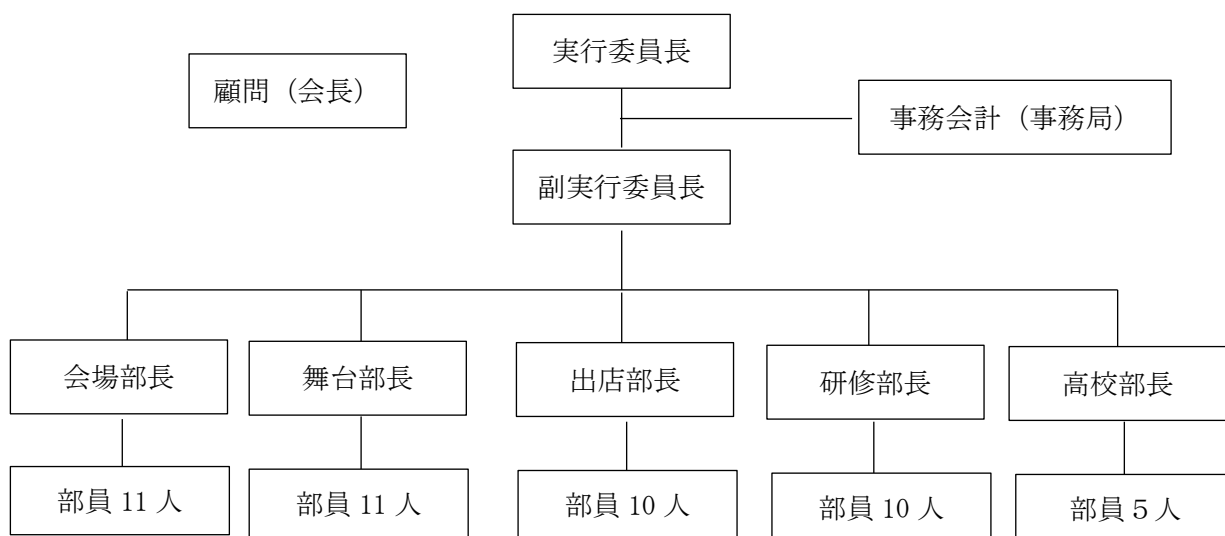 実行委員長
顧問（会長）
事務会計（事務局）
副実行委員長
会場部長
舞台部長
出店部長
研修部長
高校部長
部員 11 人
部員 11 人
部員 10 人
部員 10 人
部員５人